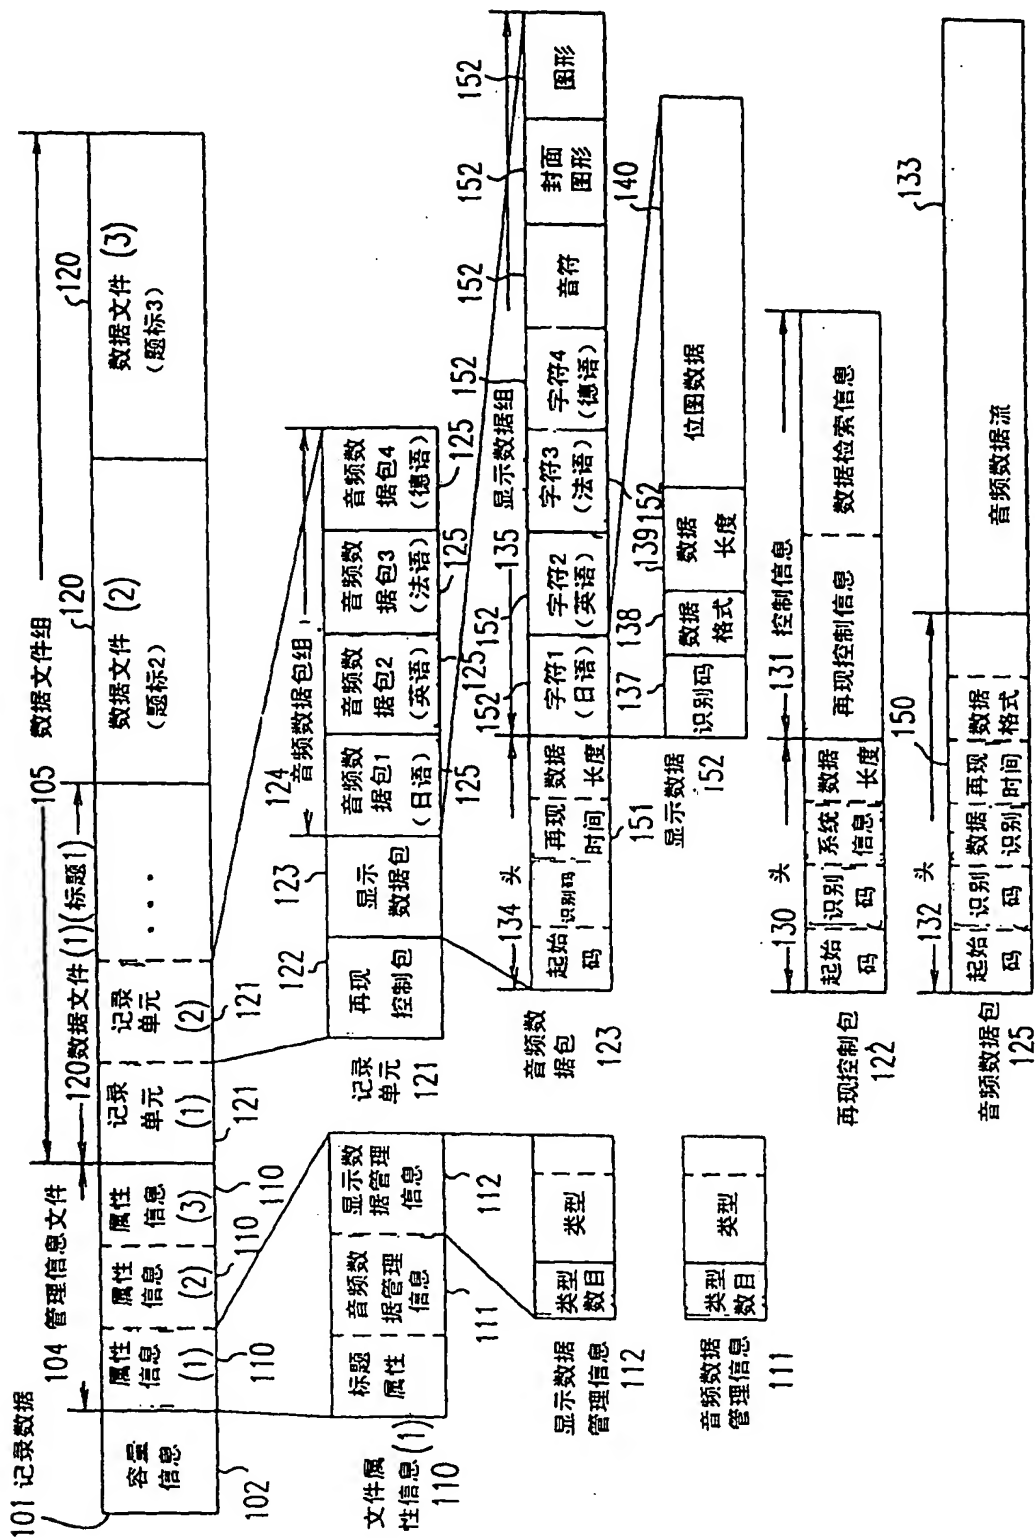 101 记录数据
104 管理信息文件
105 数据文件组
容量信息
102
属性信息 (1)
110
属性信息 (2)
110
属性信息 (3)
110
120数据文件(1)(标题1)
记录单元 (1)
121
记录单元 (2)
121
...
数据文件 (2)
(题标2)
120
数据文件 (3)
(题标3)
120
文件属性信息 (1)
110
标题属性
音频数据管理信息
111
显示数据管理信息
112
记录单元
121
再现控制包
122
显示数据包
123
124
音频数据包组
音频数据包1
(日语)
125
音频数据包2
(英语)
125
音频数据包3
(法语)
125
音频数据包4
(德语)
125
显示数据管理信息
112
类型数目
类型
音频数据包
123
134 头
起始码
识别码
再现时间
数据长度
151
135 显示数据组
字符1
(日语)
152
字符2
(英语)
152
字符3
(法语)
152
字符4
(德语)
152
音符
152
封面图形
152
图形
152
显示数据
152
识别码
137
数据格式
138
数据长度
139
位图数据
140
音频数据管理信息
111
类型数目
类型
再现控制包
122
130 头
起始码
识别码
系统信息
数据长度
131 控制信息
再现控制信息
数据检索信息
音频数据包
125
132 头
起始码
识别码
数据识别
再现时间
数据格式
150
音频数据流
133